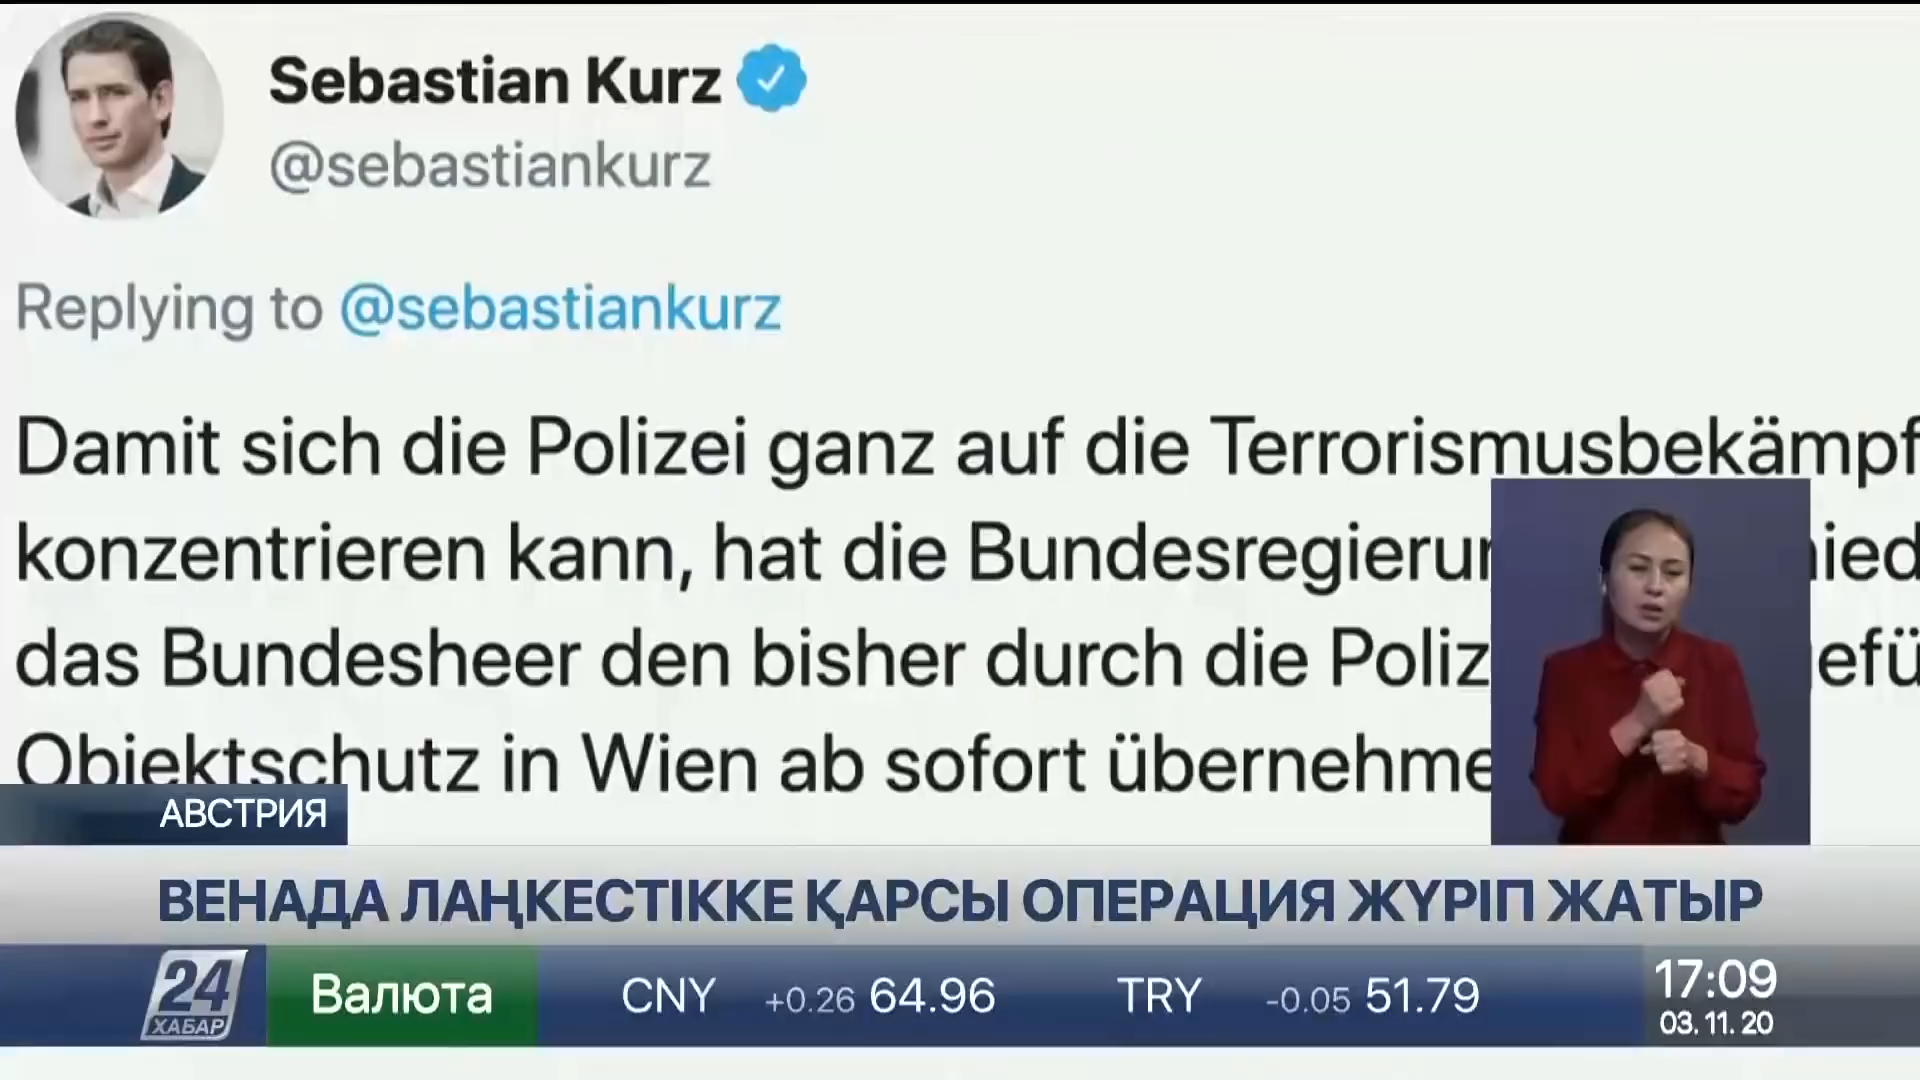 Sebastian Kurz
@sebastiankurz
Replying to @sebastiankurz
Damit sich die Polizei ganz auf die Terrorismusbekämpf
konzentrieren kann, hat die Bundesregierun
das Bundesheer den bisher durch die Poliz
Objektschutz in Wien ab sofort übernehme
АВСТРИЯ
ВЕНАДА ЛАҢКЕСТІККЕ ҚАРСЫ ОПЕРАЦИЯ ЖҮРІП ЖАТЫР
24 ХАБАР Валюта CNY +0.26 64.96 TRY -0.05 51.79 17:09
03.11.20